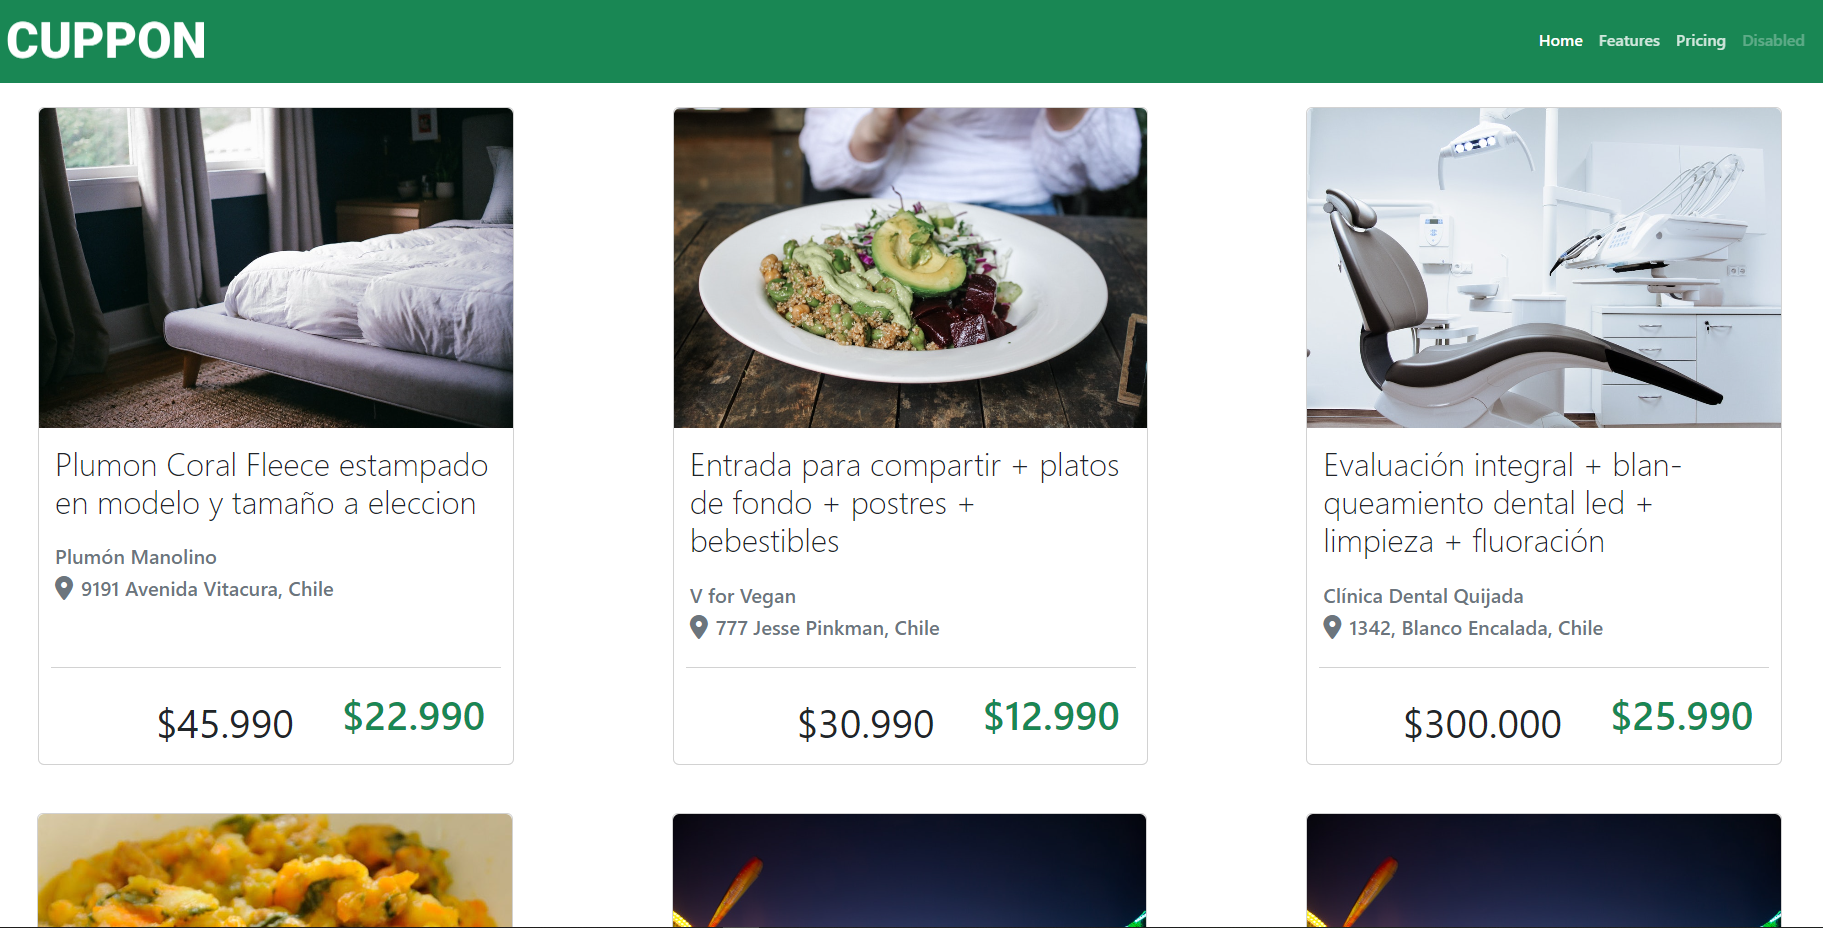 CUPPON
Home Features Pricing Disabled
Plumon Coral Fleece estampado
en modelo y tamaño a eleccion
Plumón Manolino
9191 Avenida Vitacura, Chile
$45.990 $22.990
Entrada para compartir + platos
de fondo + postres +
bebestibles
V for Vegan
777 Jesse Pinkman, Chile
$30.990 $12.990
Evaluación integral + blan-
queamiento dental led +
limpieza + fluoración
Clínica Dental Quijada
1342, Blanco Encalada, Chile
$300.000 $25.990